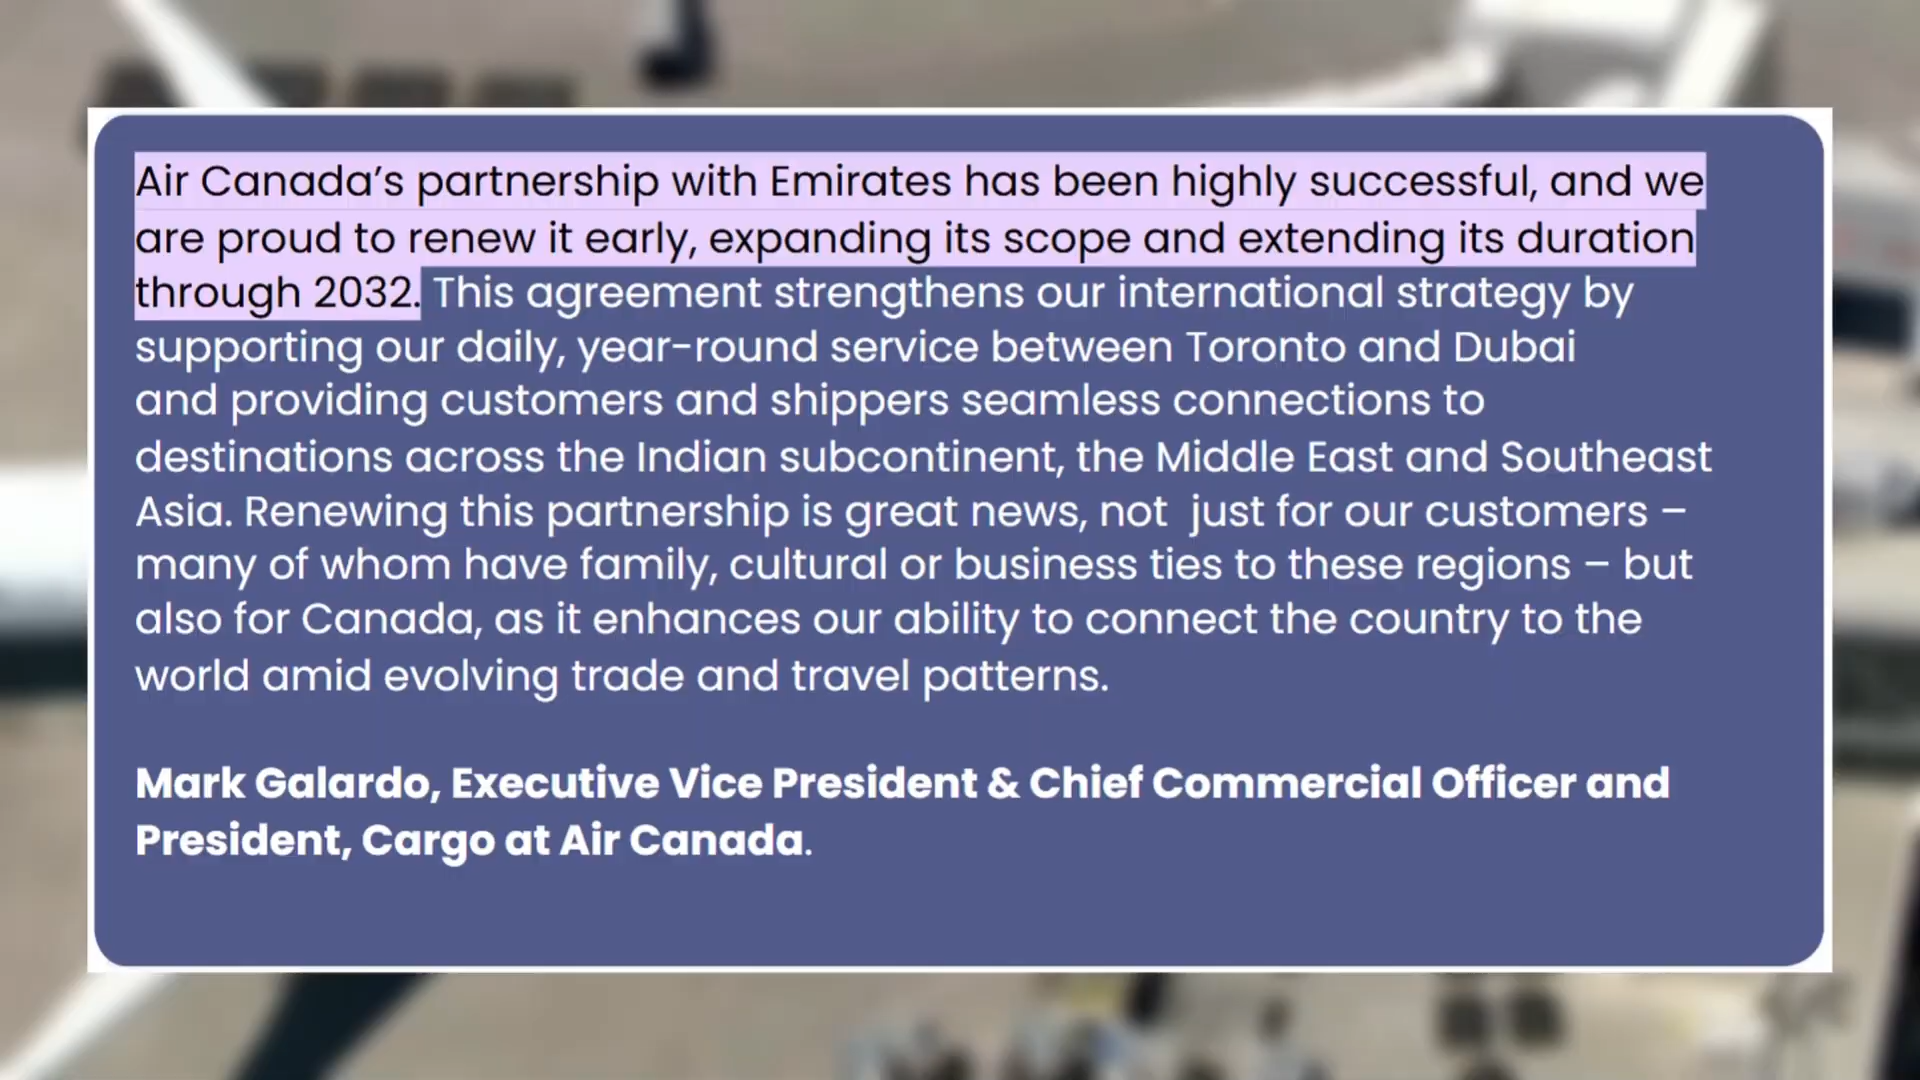 Air Canada’s partnership with Emirates has been highly successful, and we
are proud to renew it early, expanding its scope and extending its duration
through 2032. This agreement strengthens our international strategy by
supporting our daily, year-round service between Toronto and Dubai
and providing customers and shippers seamless connections to
destinations across the Indian subcontinent, the Middle East and Southeast
Asia. Renewing this partnership is great news, not  just for our customers –
many of whom have family, cultural or business ties to these regions – but
also for Canada, as it enhances our ability to connect the country to the
world amid evolving trade and travel patterns.
Mark Galardo, Executive Vice President & Chief Commercial Officer and
President, Cargo at Air Canada.